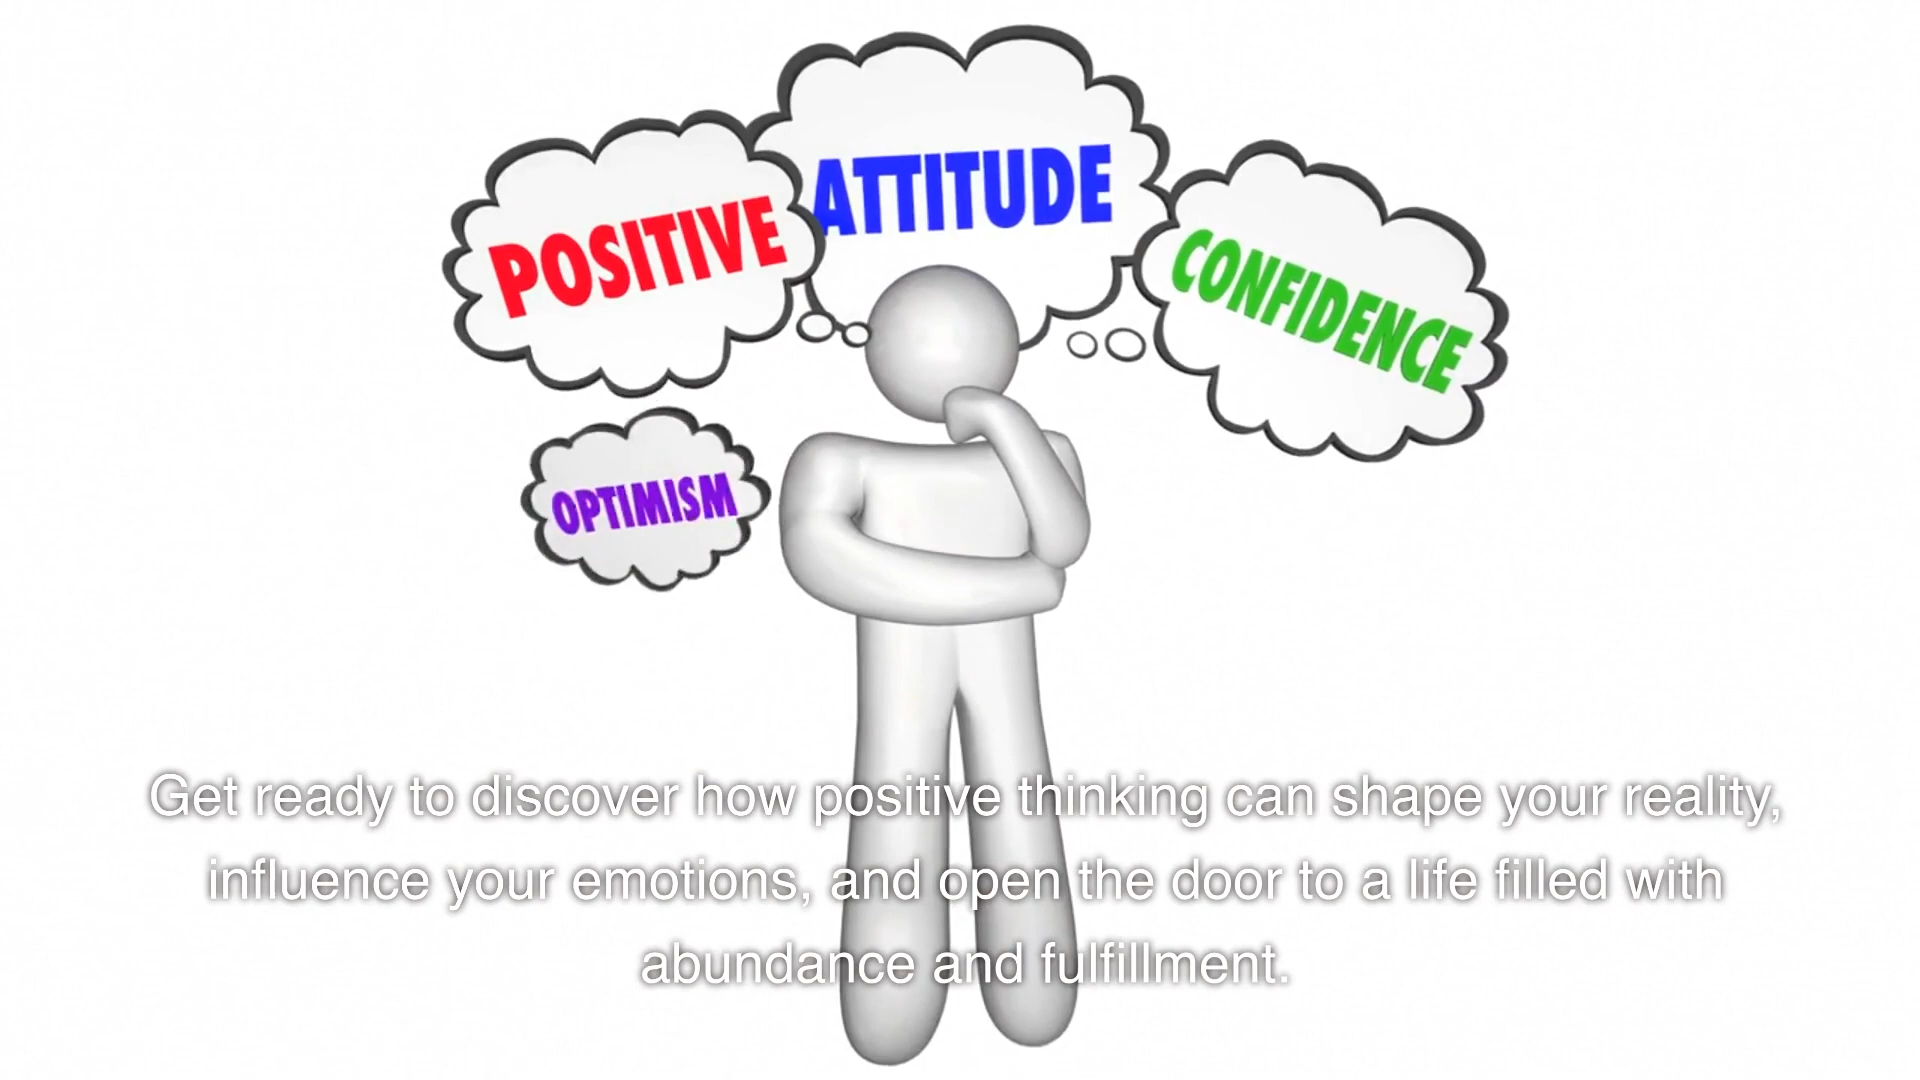 POSITIVE
ATTITUDE
CONFIDENCE
OPTIMISM
Get ready to discover how positive thinking can shape your reality,
influence your emotions, and open the door to a life filled with
abundance and fulfillment.